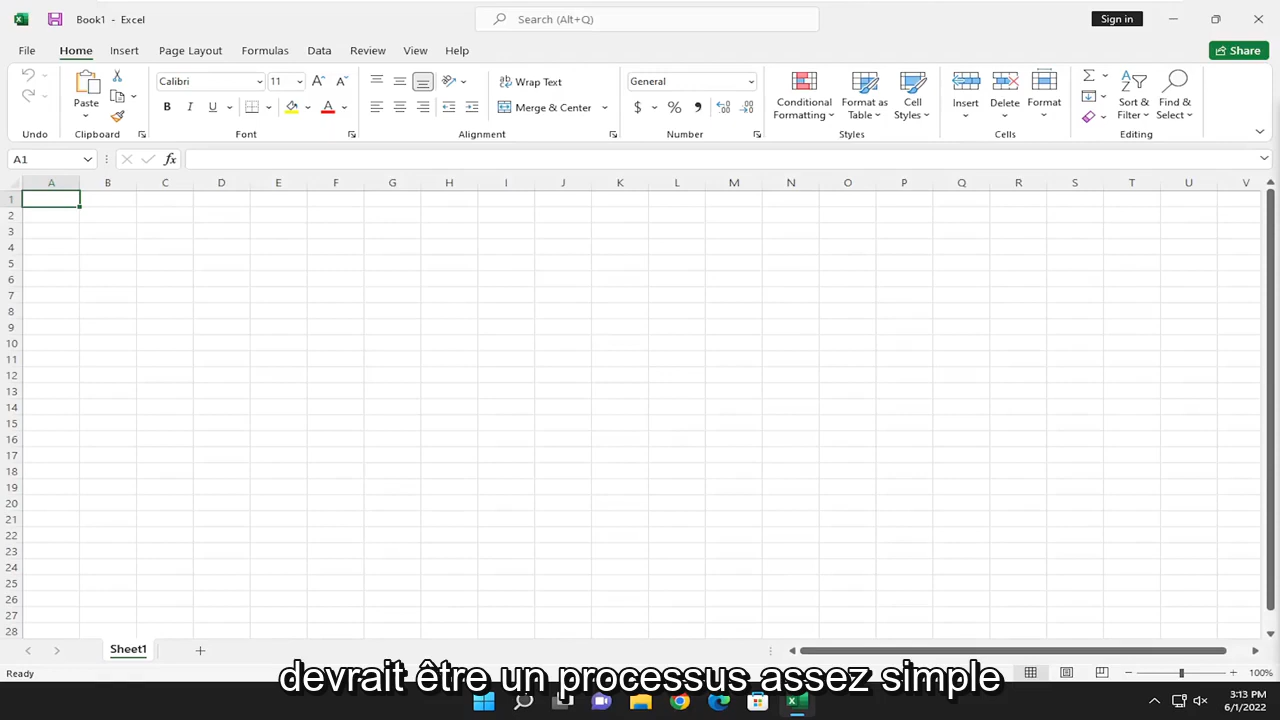 Book1 - Excel
Search (Alt+Q)
Sign in
File Home Insert Page Layout Formulas Data Review View Help
Share
Calibri 11
Wrap Text
General
Paste
B I U
Merge & Center
$ % 9
Conditional Formatting
Format as Table
Cell Styles
Insert
Delete
Format
Sort & Filter
Find & Select
Undo Clipboard Font Alignment Number Styles Cells Editing
A1
fx
A B C D E F G H I J K L M N O P Q R S T U V
1
2
3
4
5
6
7
8
9
10
11
12
13
14
15
16
17
18
19
20
21
22
23
24
25
26
27
28
Sheet1
devrait être un processus assez simple
Ready
100%
3:13 PM
6/1/2022